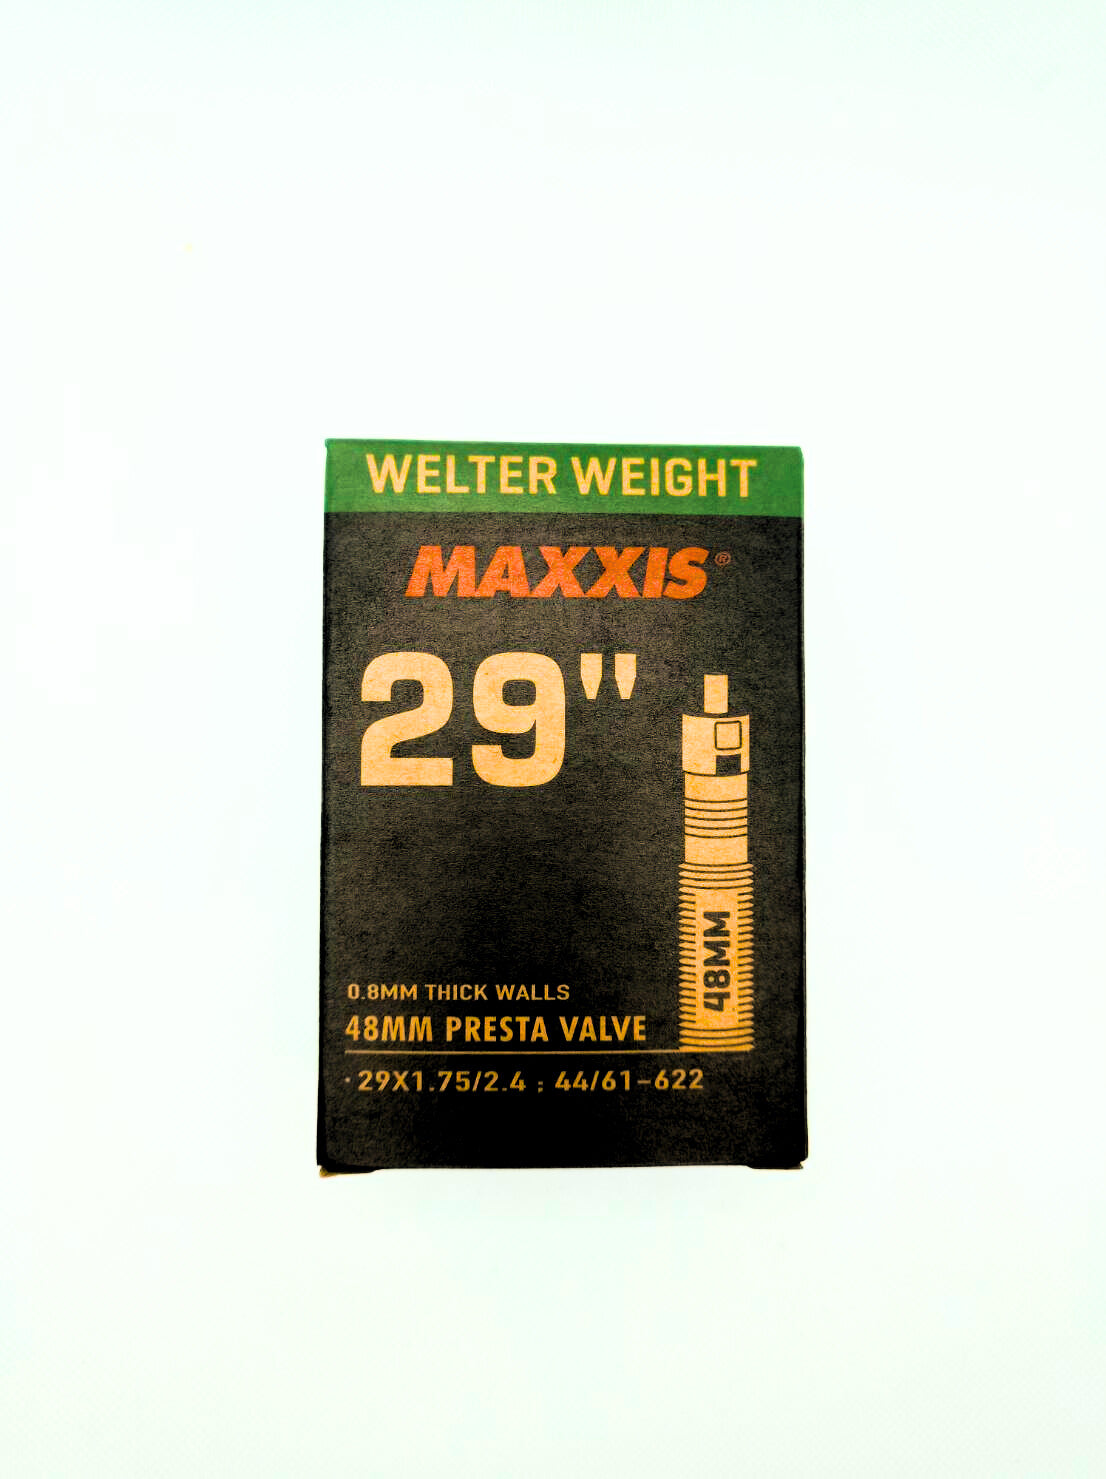 WELTER WEIGHT
MAXXIS®
29"
48MM
0.8MM THICK WALLS
48MM PRESTA VALVE
·29X1.75/2.4 ; 44/61-622